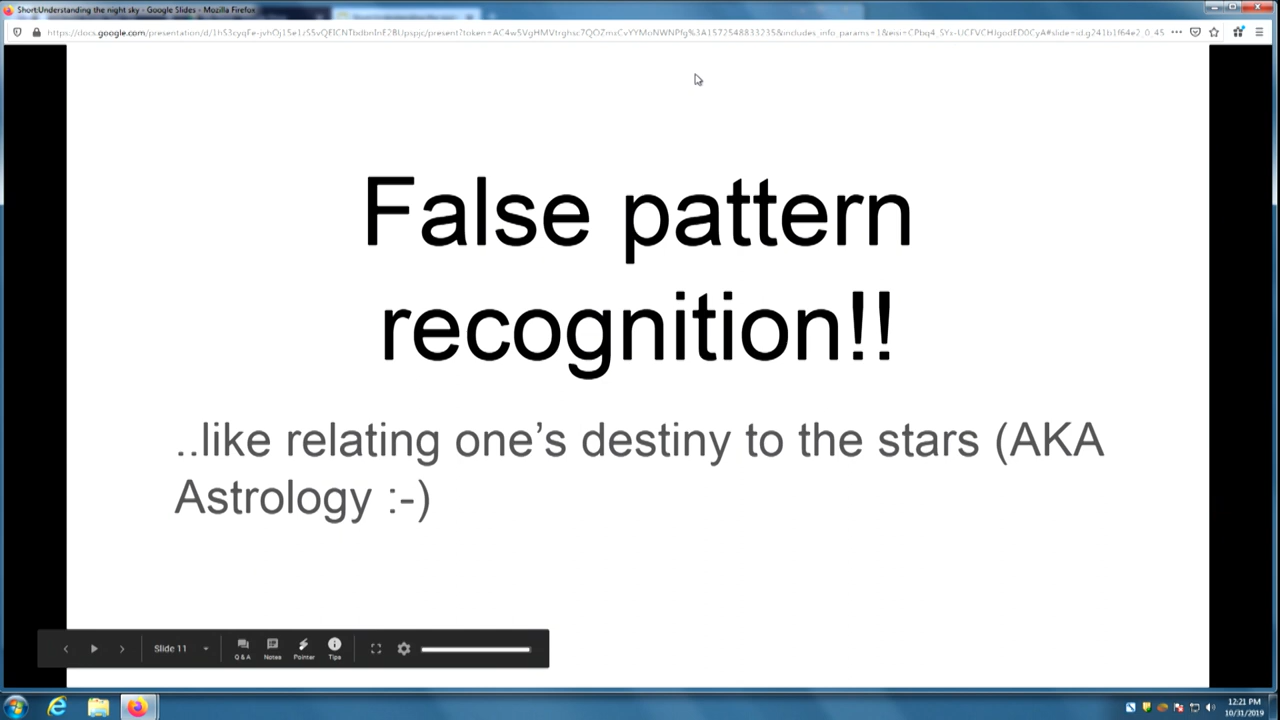 Short:Understanding the night sky - Google Slides - Mozilla Firefox
False pattern
recognition!!
..like relating one’s destiny to the stars (AKA
Astrology :-)
Slide 11
Q & A
Notes
Pointer
Tips
12:21 PM
10/31/2019